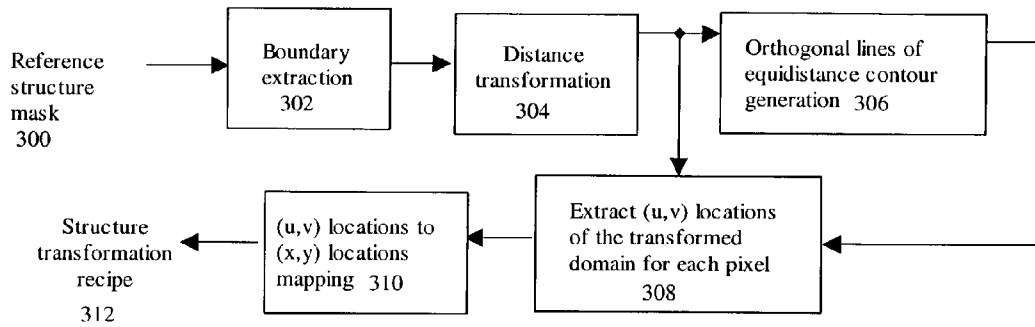 Reference
structure
mask
300
Boundary
extraction
302
Distance
transformation
304
Orthogonal lines of
equidistance contour
generation 306
Extract (u,v) locations
of the transformed
domain for each pixel
308
(u,v) locations to
(x,y) locations
mapping 310
Structure
transformation
recipe
312